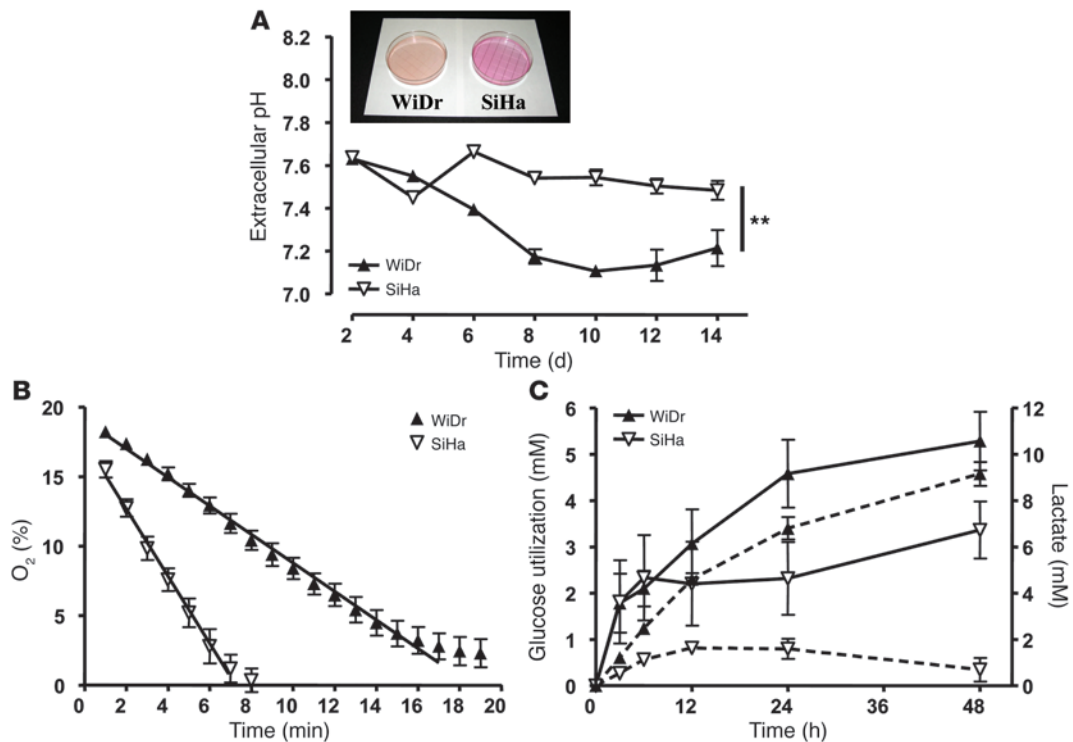 A
8.2
8.0
7.8
7.6
7.4
7.2
7.0
Extracellular pH
WiDr SiHa
**
WiDr
SiHa
2 4 6 8 10 12 14
Time (d)
B
20
15
10
5
0
O2 (%)
WiDr
SiHa
0 2 4 6 8 10 12 14 16 18 20
Time (min)
C
6
5
4
3
2
1
0
Glucose utilization (mM)
WiDr
SiHa
12
10
8
6
4
2
0
Lactate (mM)
0 12 24 36 48
Time (h)